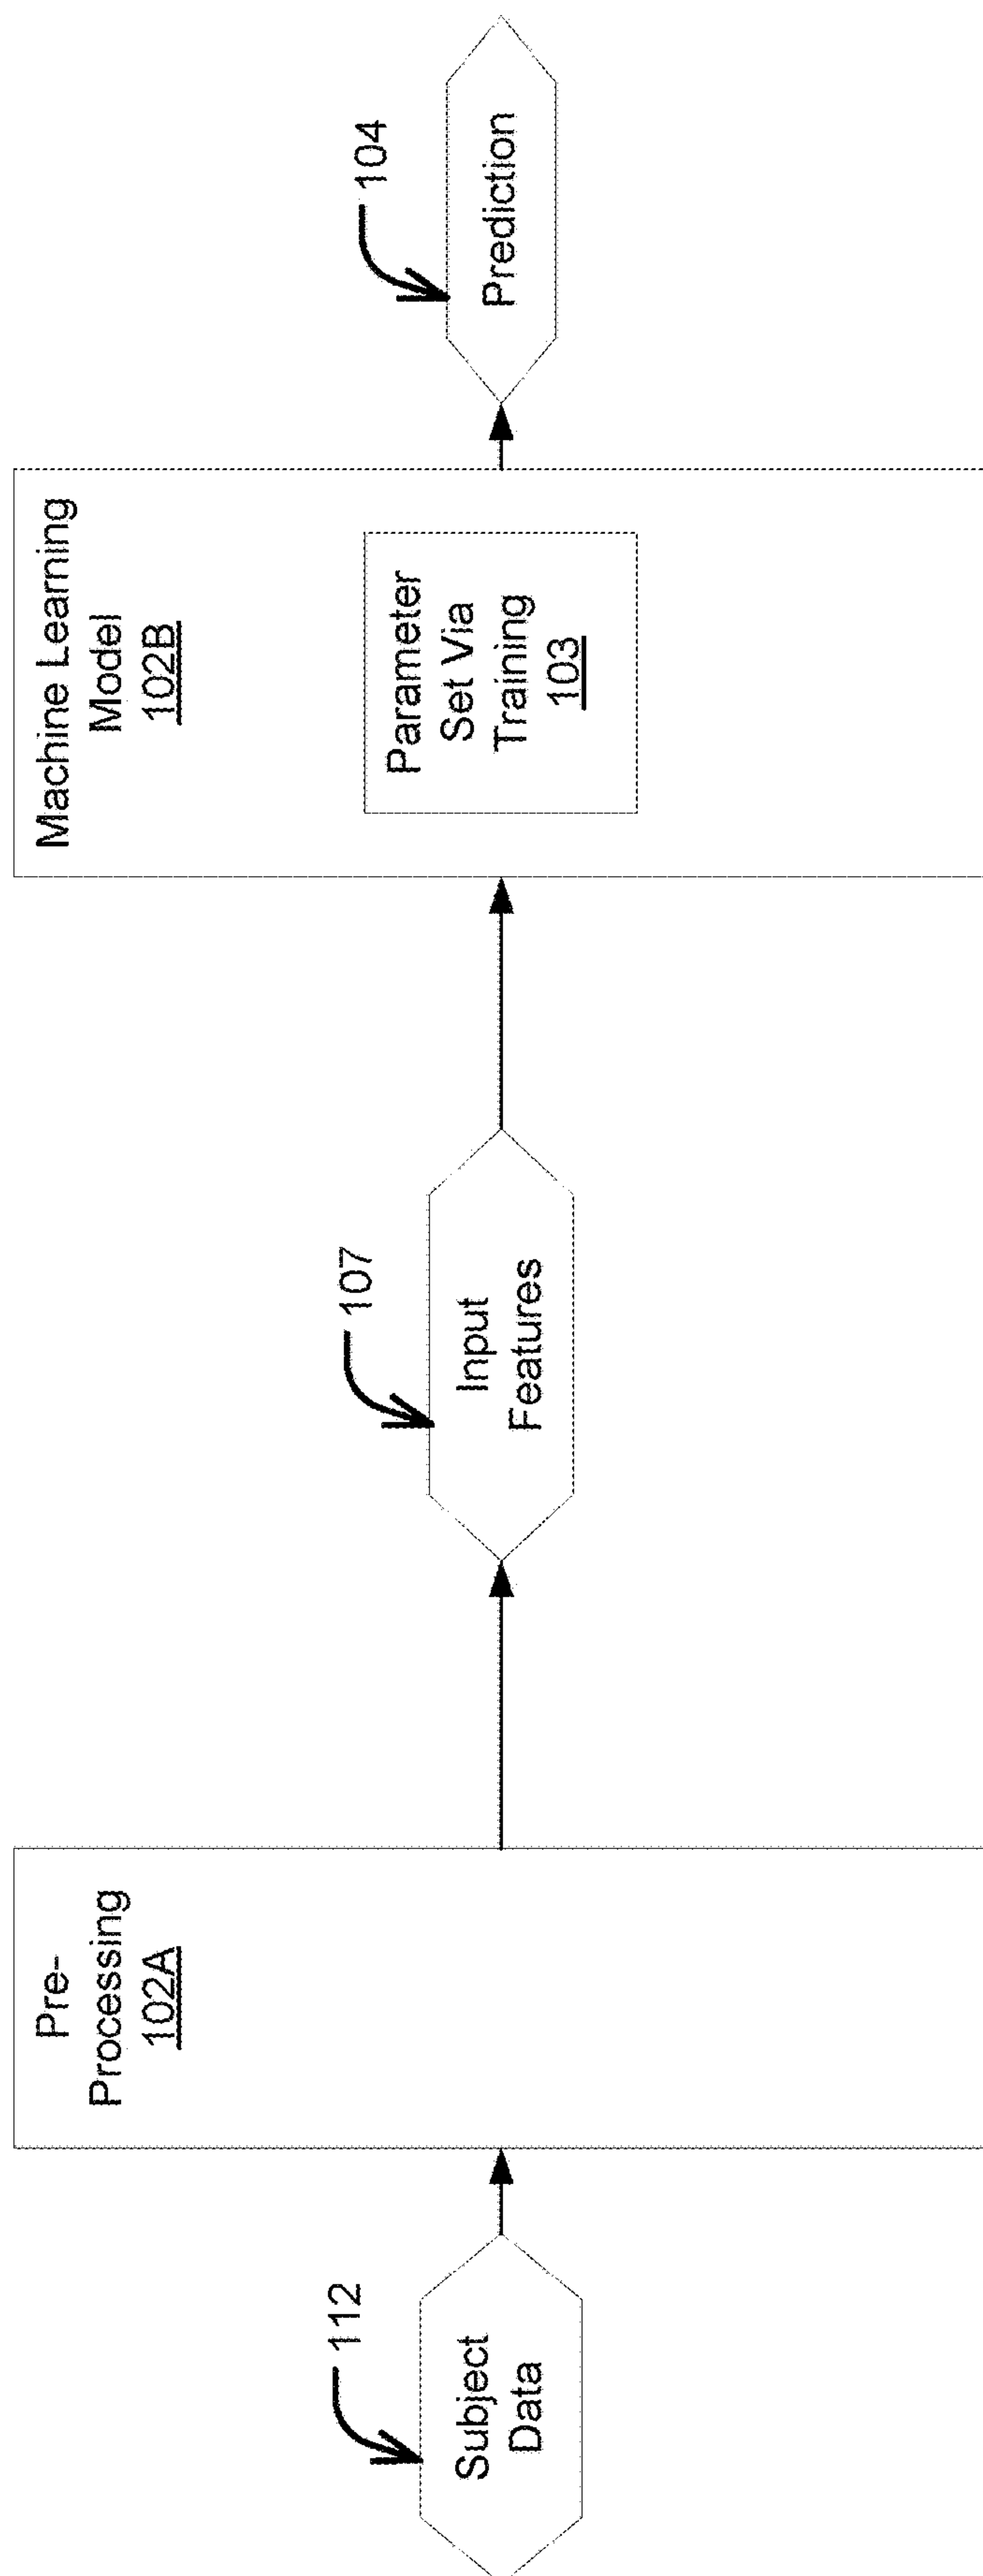 112
Subject
Data
Pre-
Processing
102A
107
Input
Features
Machine Learning
Model
102B
Parameter
Set Via
Training
103
104
Prediction